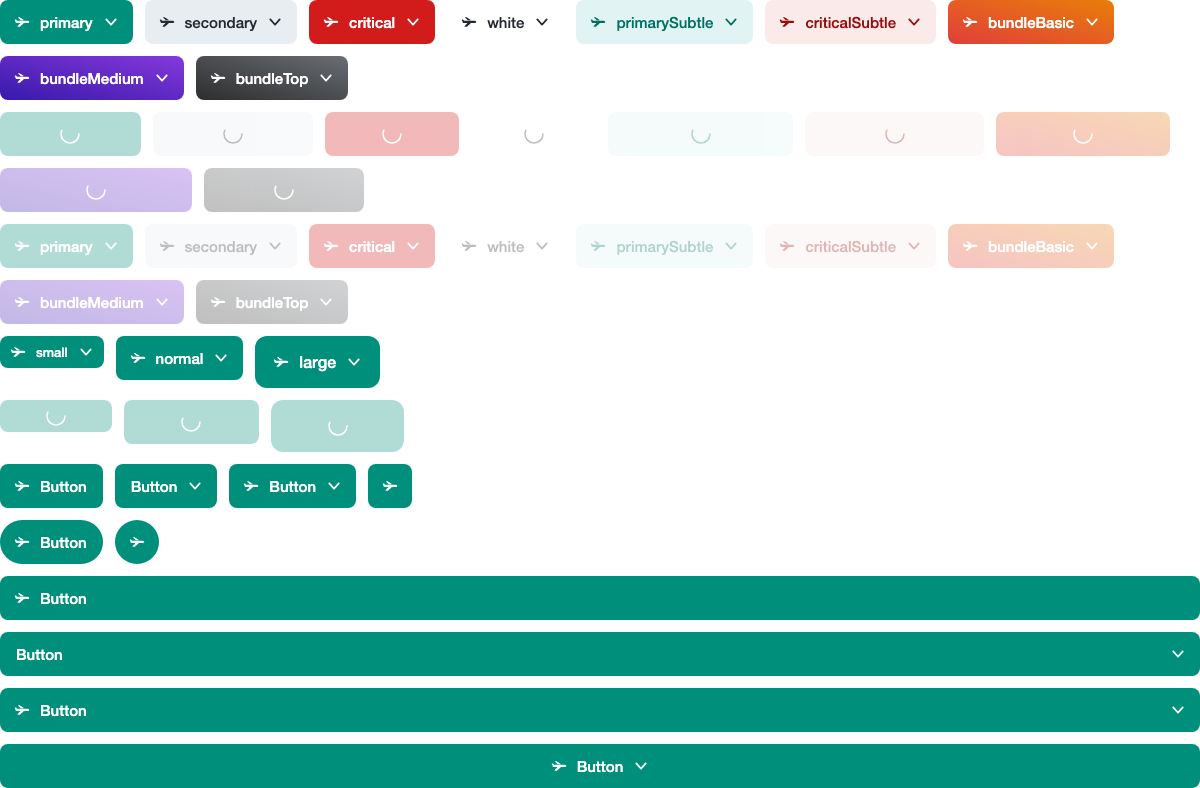 primary secondary critical white primarySubtle criticalSubtle bundleBasic
bundleMedium bundleTop
primary secondary critical white primarySubtle criticalSubtle bundleBasic
bundleMedium bundleTop
small normal large
Button Button Button
Button
Button
Button
Button
Button